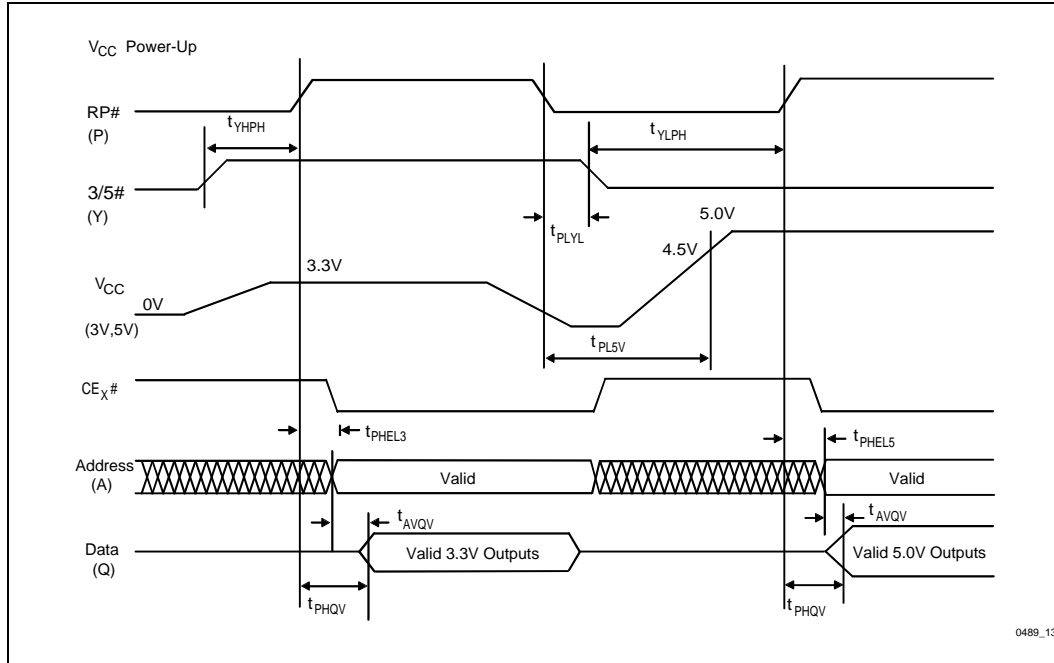 VCC Power-Up
RP#
(P)
tYHPH
tYLPH
3/5#
(Y)
tPLYL
5.0V
4.5V
3.3V
VCC
0V
(3V,5V)
tPL5V
CEX#
tPHEL3
tPHEL5
Address
(A)
Valid
Valid
tAVQV
tAVQV
Data
(Q)
Valid 3.3V Outputs
Valid 5.0V Outputs
tPHQV
tPHQV
0489_13